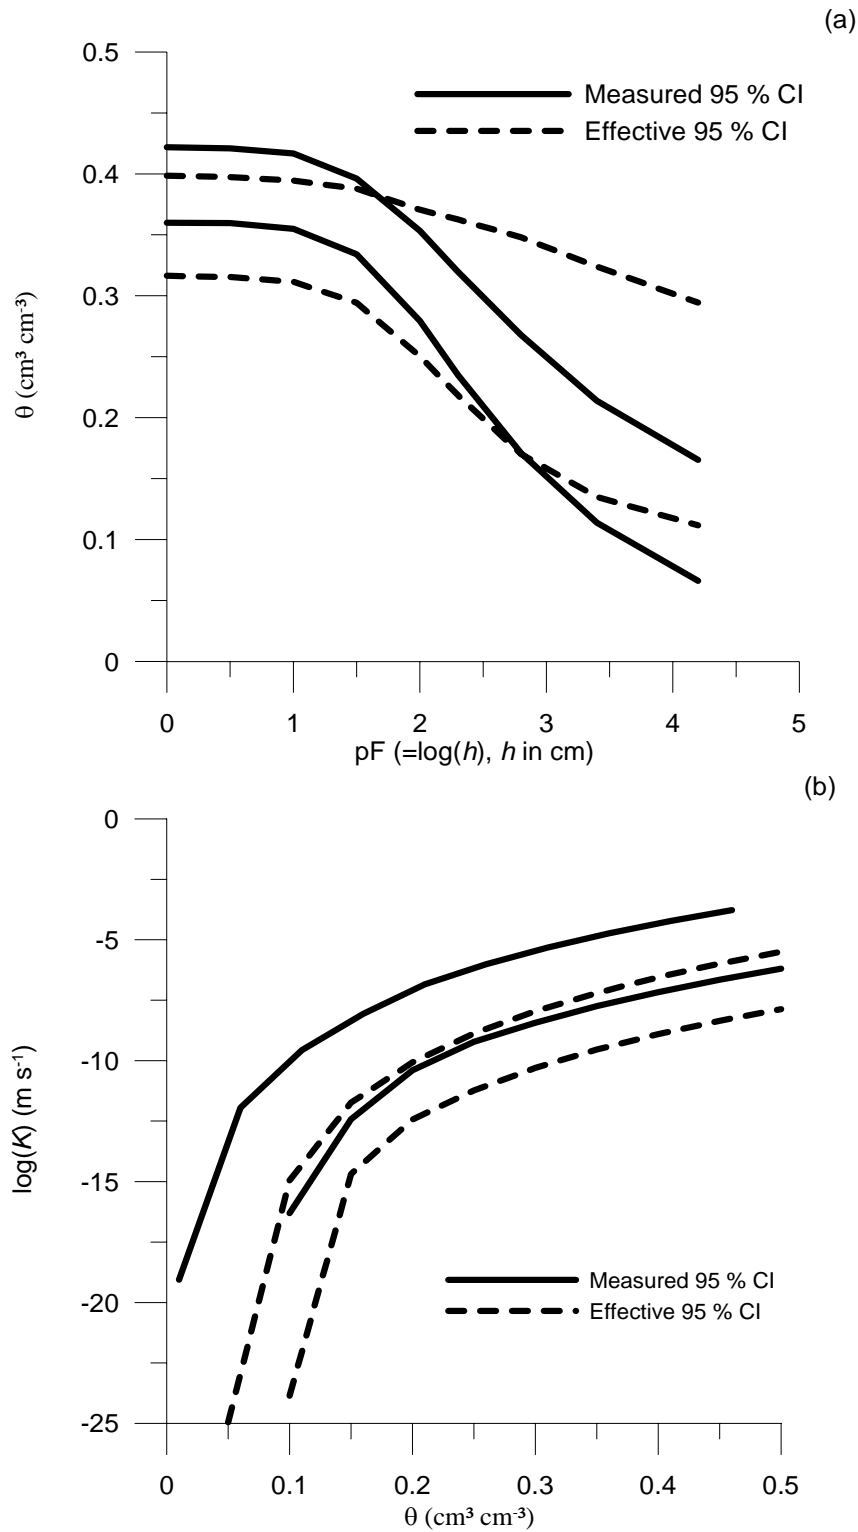 (a)
0.5
0.4
0.3
0.2
0.1
0
θ (cm³ cm⁻³)
Measured 95 % CI
Effective 95 % CI
0 1 2 3 4 5
pF (=log(h), h in cm)
(b)
0
-5
-10
-15
-20
-25
log(K) (m s⁻¹)
Measured 95 % CI
Effective 95 % CI
0 0.1 0.2 0.3 0.4 0.5
θ (cm³ cm⁻³)